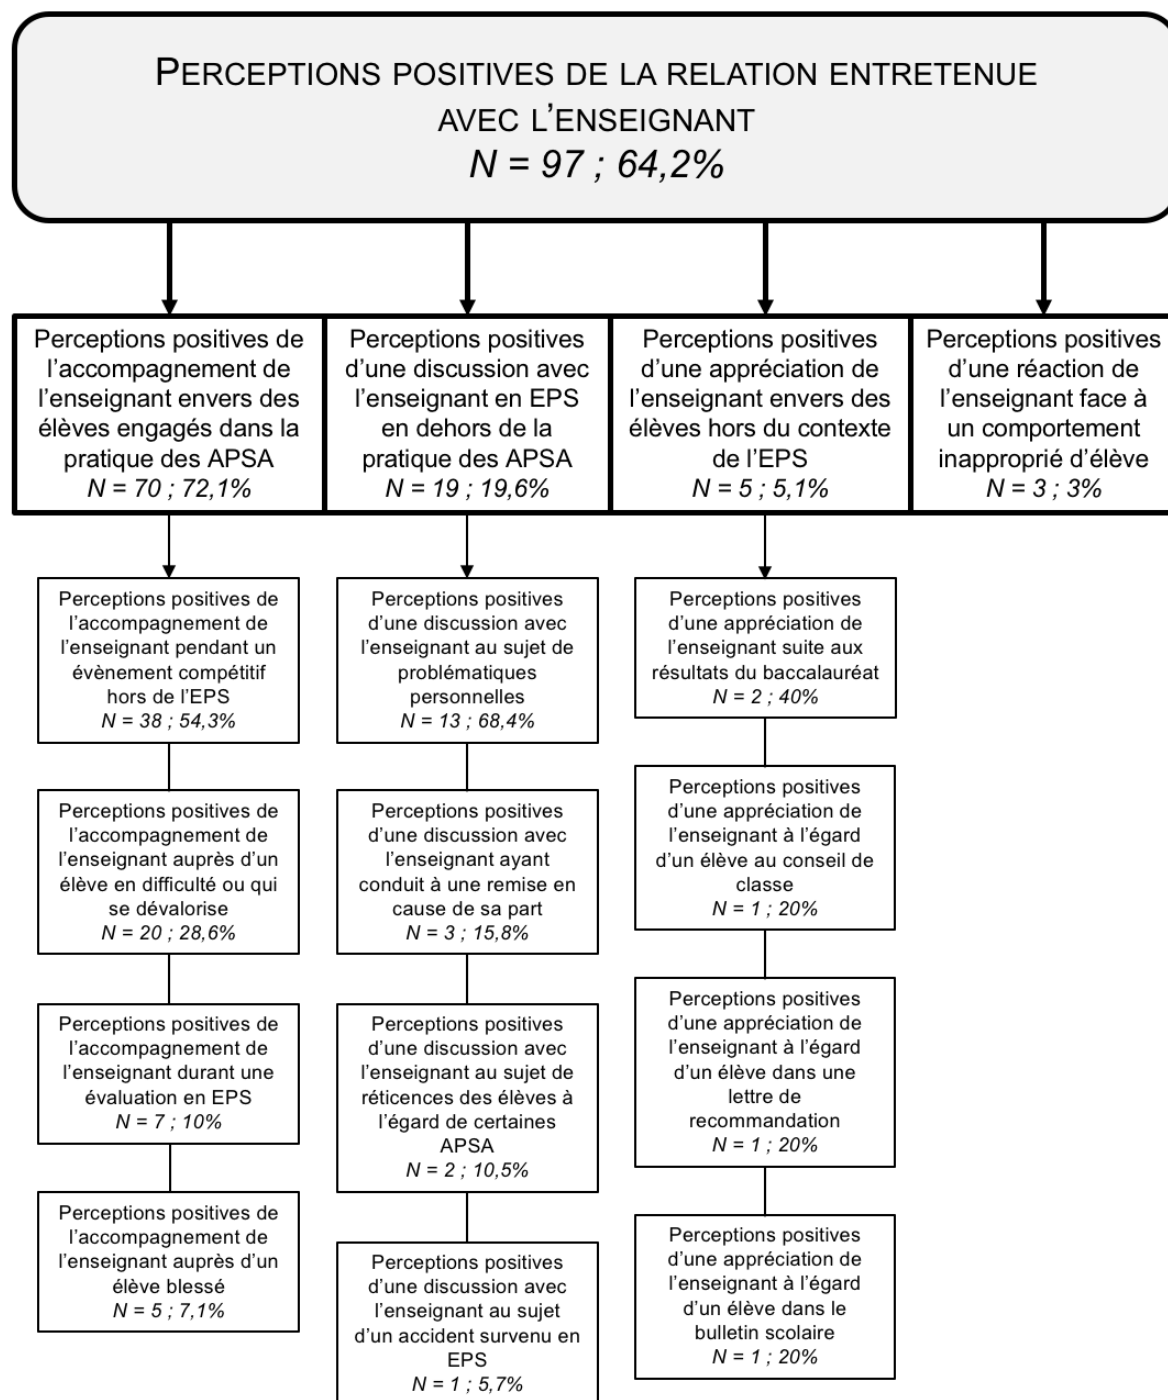 PERCEPTIONS POSITIVES DE LA RELATION ENTRETENUE
AVEC L’ENSEIGNANT
N = 97 ; 64,2%
Perceptions positives de
l’accompagnement de
l’enseignant envers des
élèves engagés dans la
pratique des APSA
N = 70 ; 72,1%
Perceptions positives
d’une discussion avec
l’enseignant en EPS
en dehors de la
pratique des APSA
N = 19 ; 19,6%
Perceptions positives
d’une appréciation de
l’enseignant envers des
élèves hors du contexte
de l’EPS
N = 5 ; 5,1%
Perceptions positives
d’une réaction de
l’enseignant face à
un comportement
inapproprié d’élève
N = 3 ; 3%
Perceptions positives de
l’accompagnement de
l’enseignant pendant un
évènement compétitif
hors de l’EPS
N = 38 ; 54,3%
Perceptions positives
d’une discussion avec
l’enseignant au sujet de
problématiques
personnelles
N = 13 ; 68,4%
Perceptions positives
d’une appréciation de
l’enseignant suite aux
résultats du baccalauréat
N = 2 ; 40%
Perceptions positives de
l’accompagnement de
l’enseignant auprès d’un
élève en difficulté ou qui
se dévalorise
N = 20 ; 28,6%
Perceptions positives
d’une discussion avec
l’enseignant ayant
conduit à une remise en
cause de sa part
N = 3 ; 15,8%
Perceptions positives
d’une appréciation de
l’enseignant à l’égard
d’un élève au conseil de
classe
N = 1 ; 20%
Perceptions positives de
l’accompagnement de
l’enseignant durant une
évaluation en EPS
N = 7 ; 10%
Perceptions positives
d’une discussion avec
l’enseignant au sujet de
réticences des élèves à
l’égard de certaines
APSA
N = 2 ; 10,5%
Perceptions positives
d’une appréciation de
l’enseignant à l’égard
d’un élève dans une
lettre de
recommandation
N = 1 ; 20%
Perceptions positives de
l’accompagnement de
l’enseignant auprès d’un
élève blessé
N = 5 ; 7,1%
Perceptions positives
d’une discussion avec
l’enseignant au sujet
d’un accident survenu en
EPS
N = 1 ; 5,7%
Perceptions positives
d’une appréciation de
l’enseignant à l’égard
d’un élève dans le
bulletin scolaire
N = 1 ; 20%